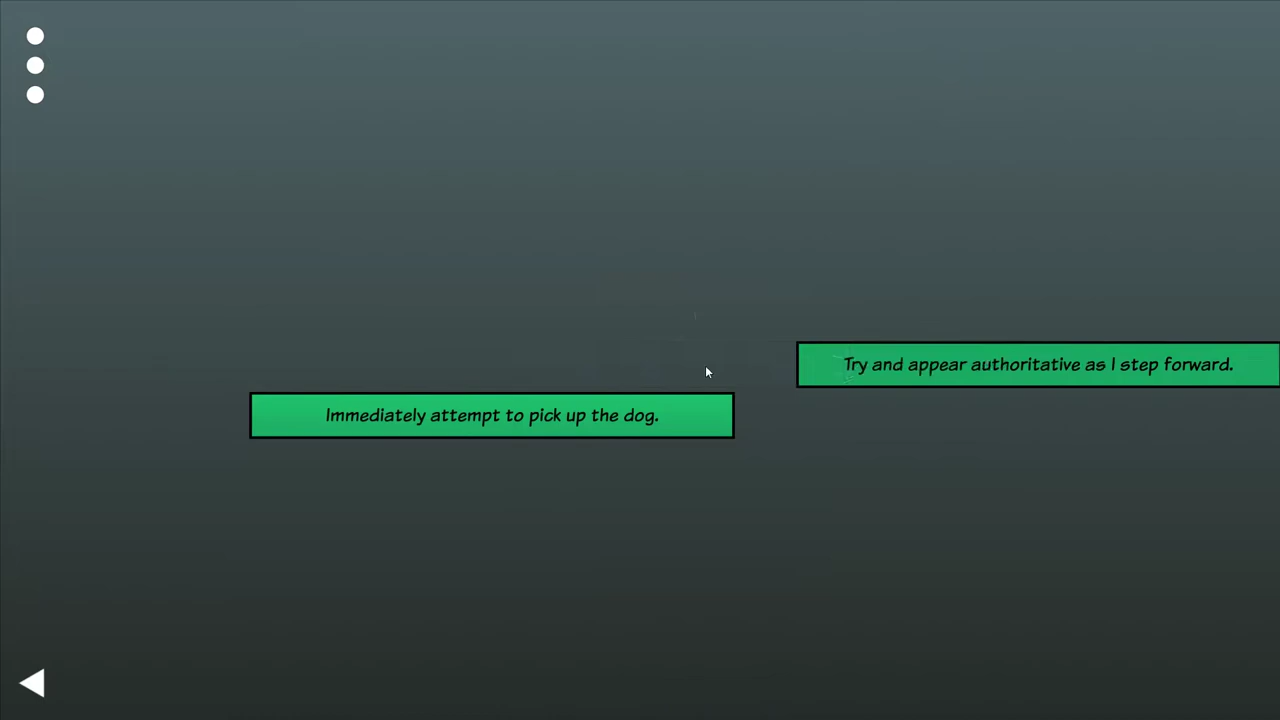 Try and appear authoritative as I step forward.
Immediately attempt to pick up the dog.